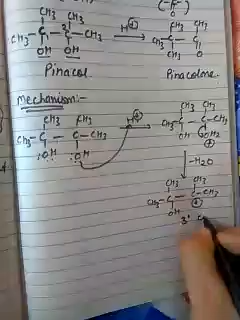 CH₃ CH₃
CH₃-C-C-CH₃ H⊕ CH₃
OH OH CH₃-C-C
CH₃ O
Pinacol Pinacolone
Mechanism:-
CH₃ CH₃ CH₃ CH₃
CH₃-C-C-CH₃ H⊕ CH₃-C-C-CH₃
:OH :OH OH OH₂
⊕
-H₂O
CH₃ CH₃
CH₃-C-C-CH₃
OH ⊕
3° C